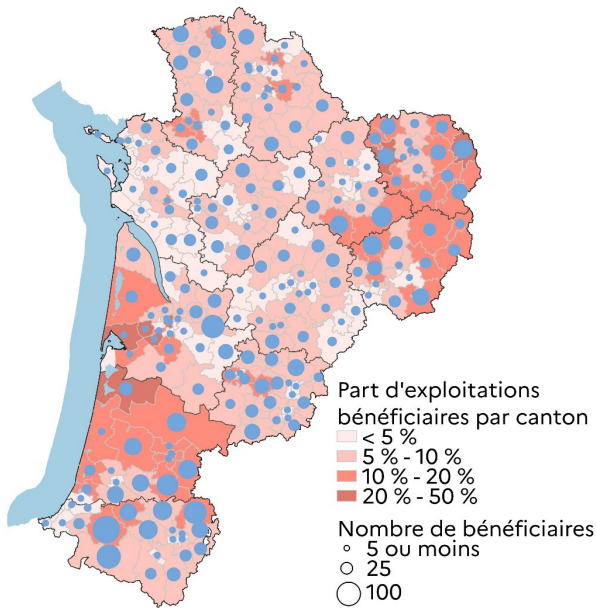 Part d'exploitations
bénéficiaires par canton
< 5 %
5 % - 10 %
10 % - 20 %
20 % - 50 %
Nombre de bénéficiaires
5 ou moins
25
100